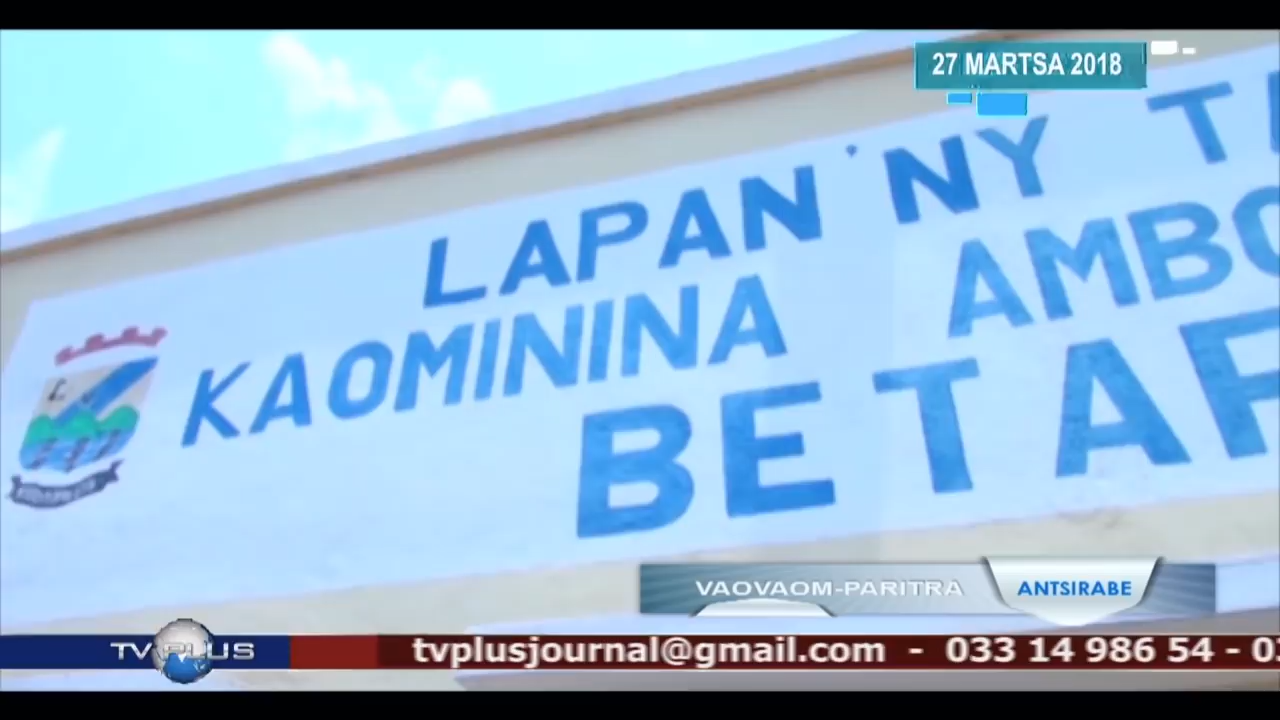 27 MARTSA 2018
LAPAN'NY
KAOMININA AMBO
BETAF
VAOVAOM-PARITRA ANTSIRABE
TV PLUS tvplusjournal@gmail.com - 033 14 986 54 - 03